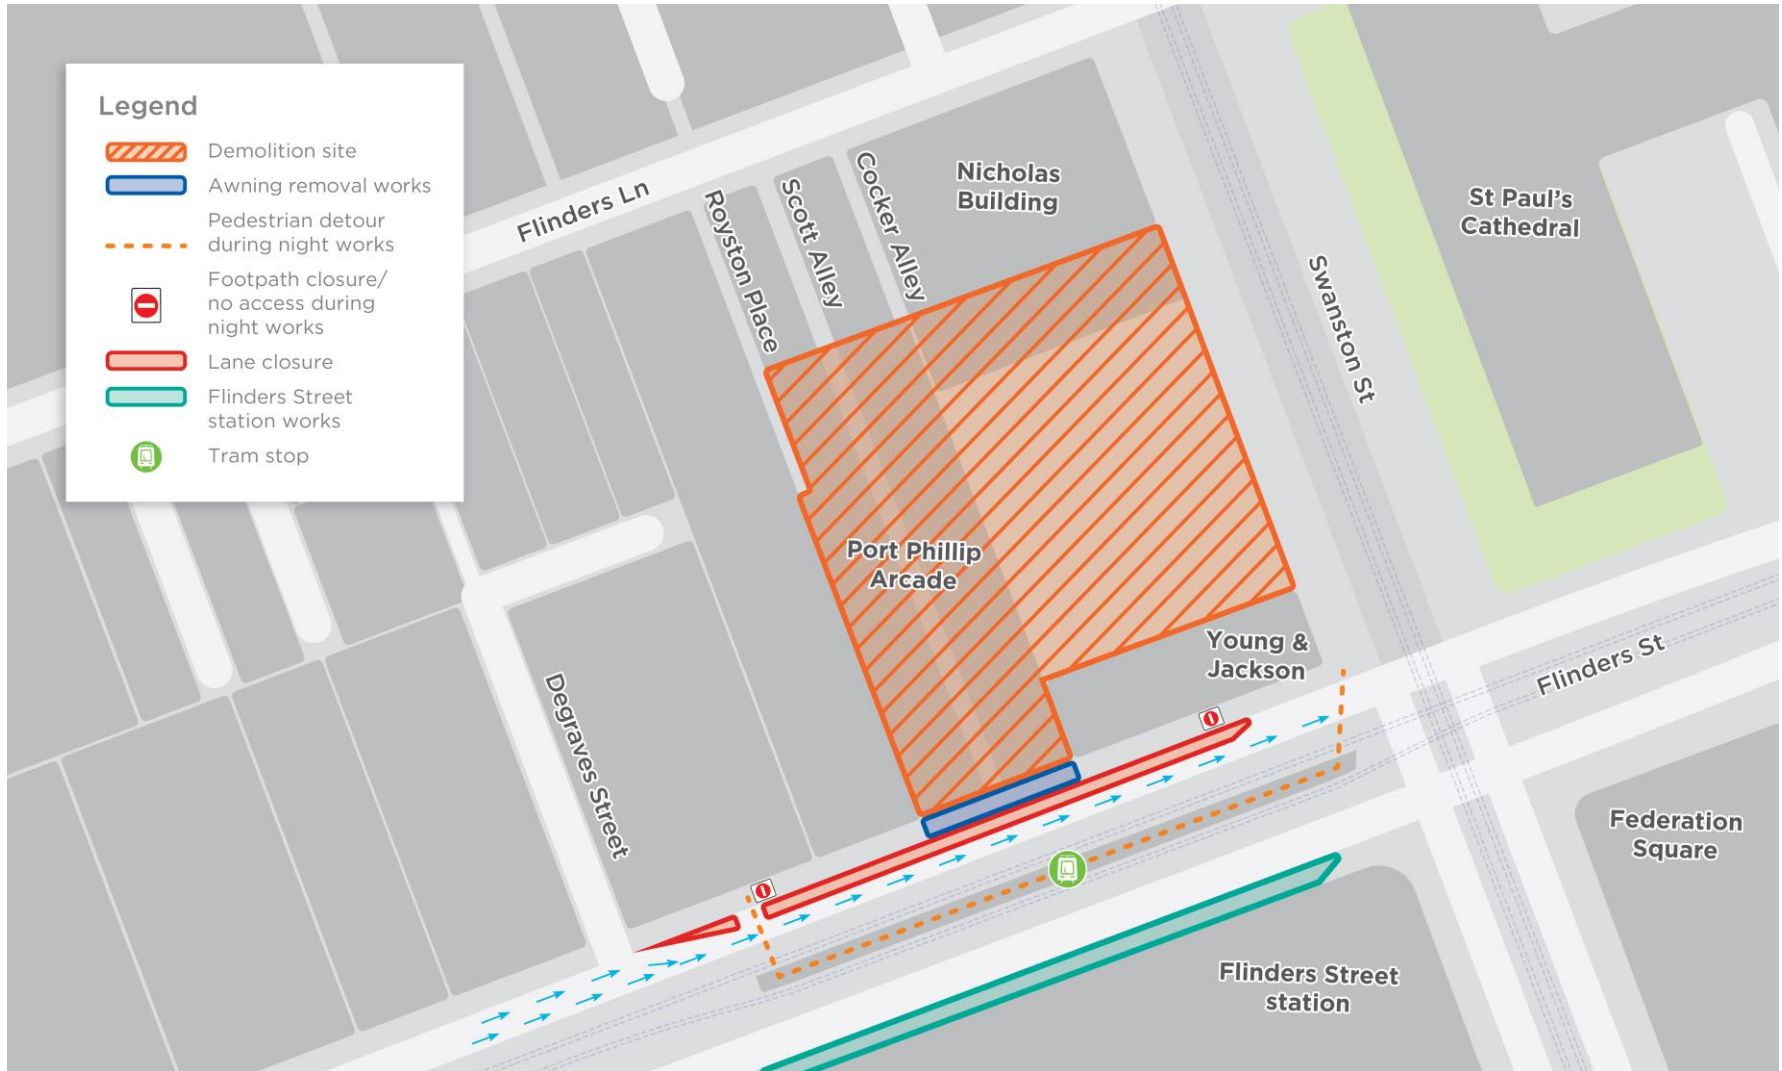 Legend
Demolition site
Awning removal works
Pedestrian detour
during night works
Footpath closure/
no access during
night works
Lane closure
Flinders Street
station works
Tram stop
Flinders Ln
Royston Place
Scott Alley
Cocker Alley
Nicholas
Building
St Paul's
Cathedral
Swanston St
Port Phillip
Arcade
Young &
Jackson
Flinders St
Degraves Street
Federation
Square
Flinders Street
station